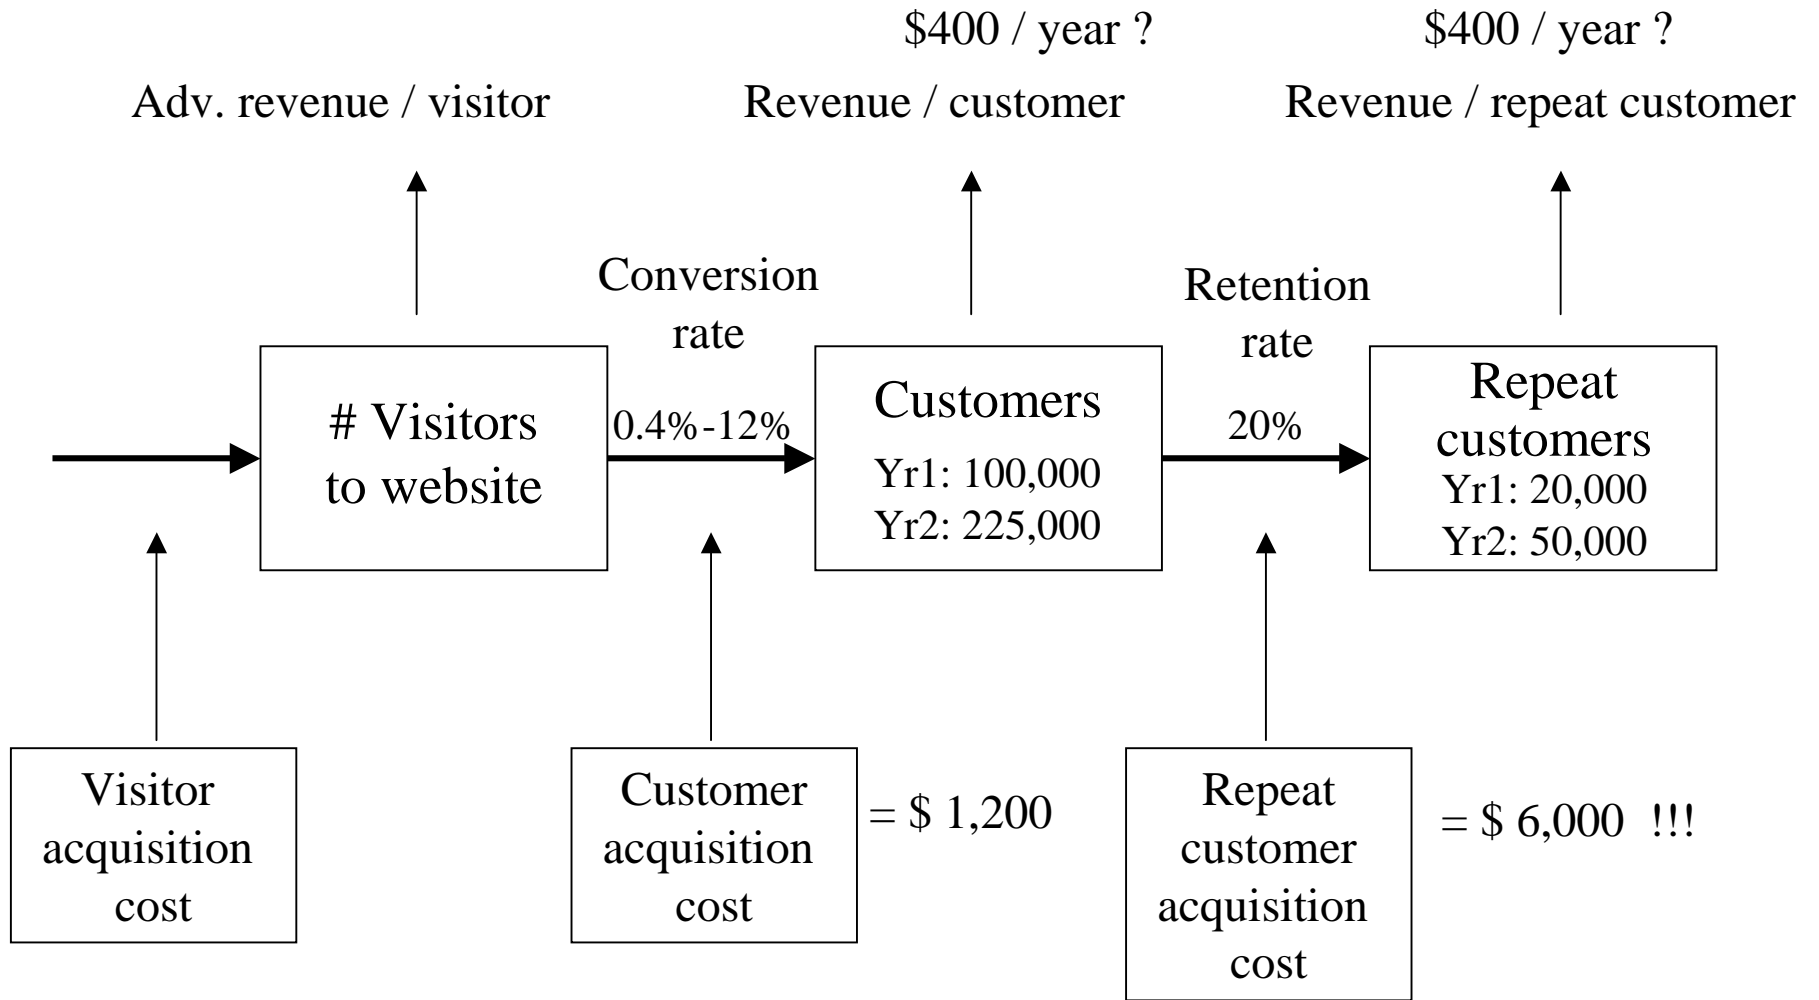 $400 / year ?
$400 / year ?
Adv. revenue / visitor
Revenue / customer
Revenue / repeat customer
Conversion
rate
Retention
rate
# Visitors
to website
0.4%-12%
Customers
Yr1: 100,000
Yr2: 225,000
20%
Repeat
customers
Yr1: 20,000
Yr2: 50,000
Visitor
acquisition
cost
Customer
acquisition
cost
= $ 1,200
Repeat
customer
acquisition
cost
= $ 6,000 !!!